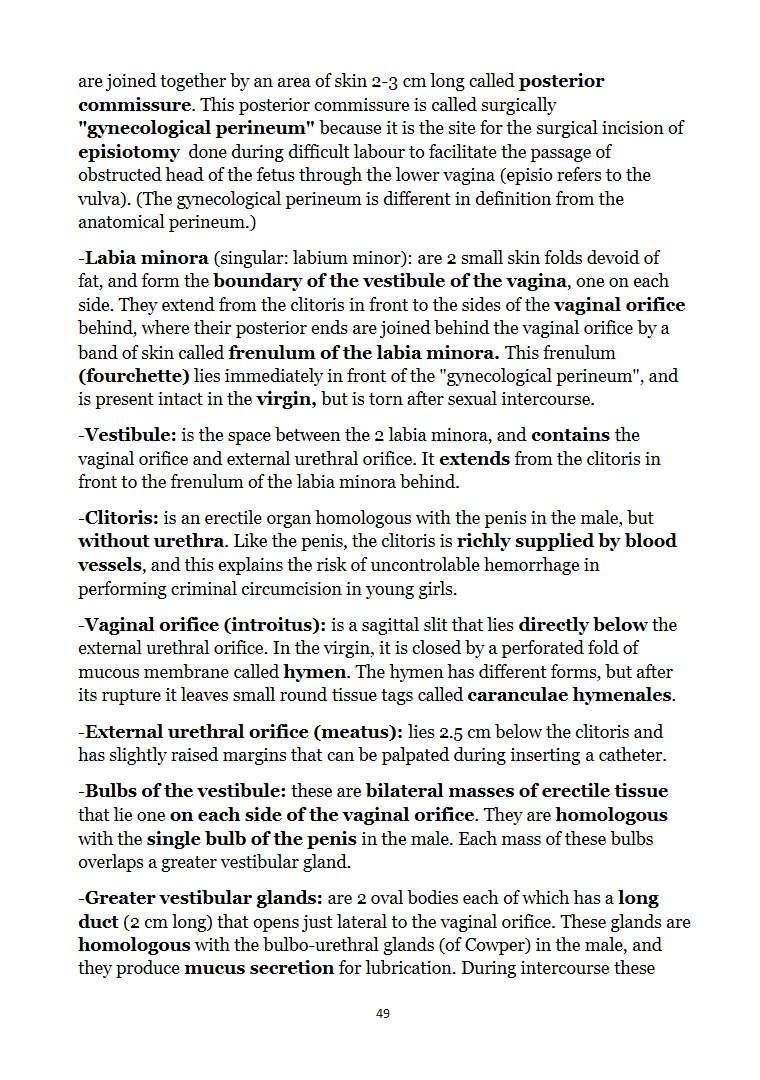 are joined together by an area of skin 2-3 cm long called posterior
commissure. This posterior commissure is called surgically
"gynecological perineum" because it is the site for the surgical incision of
episiotomy done during difficult labour to facilitate the passage of
obstructed head of the fetus through the lower vagina (episio refers to the
vulva). (The gynecological perineum is different in definition from the
anatomical perineum.)
-Labia minora (singular: labium minor): are 2 small skin folds devoid of
fat, and form the boundary of the vestibule of the vagina, one on each
side. They extend from the clitoris in front to the sides of the vaginal orifice
behind, where their posterior ends are joined behind the vaginal orifice by a
band of skin called frenulum of the labia minora. This frenulum
(fourchette) lies immediately in front of the "gynecological perineum", and
is present intact in the virgin, but is torn after sexual intercourse.
-Vestibule: is the space between the 2 labia minora, and contains the
vaginal orifice and external urethral orifice. It extends from the clitoris in
front to the frenulum of the labia minora behind.
-Clitoris: is an erectile organ homologous with the penis in the male, but
without urethra. Like the penis, the clitoris is richly supplied by blood
vessels, and this explains the risk of uncontrolable hemorrhage in
performing criminal circumcision in young girls.
-Vaginal orifice (introitus): is a sagittal slit that lies directly below the
external urethral orifice. In the virgin, it is closed by a perforated fold of
mucous membrane called hymen. The hymen has different forms, but after
its rupture it leaves small round tissue tags called caranculae hymenales.
-External urethral orifice (meatus): lies 2.5 cm below the clitoris and
has slightly raised margins that can be palpated during inserting a catheter.
-Bulbs of the vestibule: these are bilateral masses of erectile tissue
that lie one on each side of the vaginal orifice. They are homologous
with the single bulb of the penis in the male. Each mass of these bulbs
overlaps a greater vestibular gland.
-Greater vestibular glands: are 2 oval bodies each of which has a long
duct (2 cm long) that opens just lateral to the vaginal orifice. These glands are
homologous with the bulbo-urethral glands (of Cowper) in the male, and
they produce mucus secretion for lubrication. During intercourse these
49